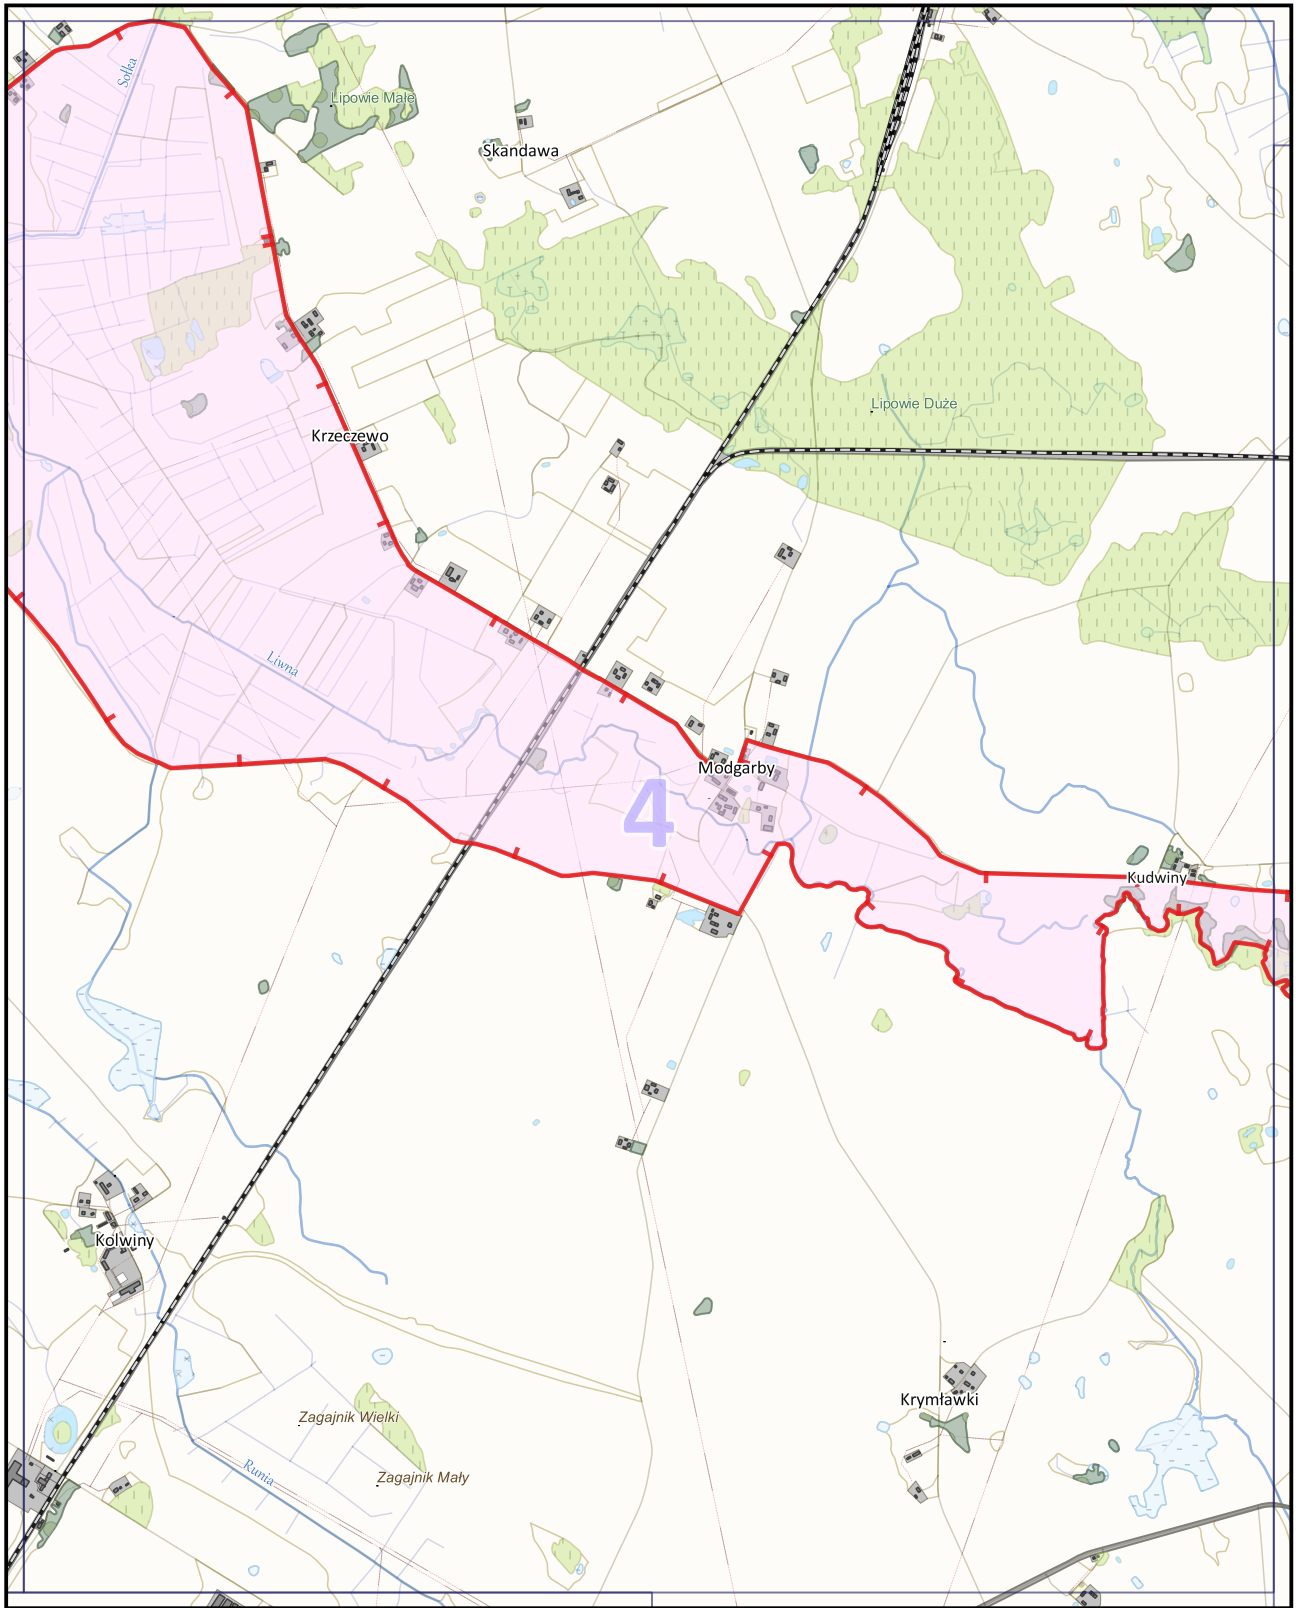 Sołka
Lipowie Małe
Skandawa
Lipowie Duże
Krzeczewo
Liwna
Modgarby
4
Kudwiny
Kolwiny
Krymławki
Zagajnik Wielki
Runia
Zagajnik Mały